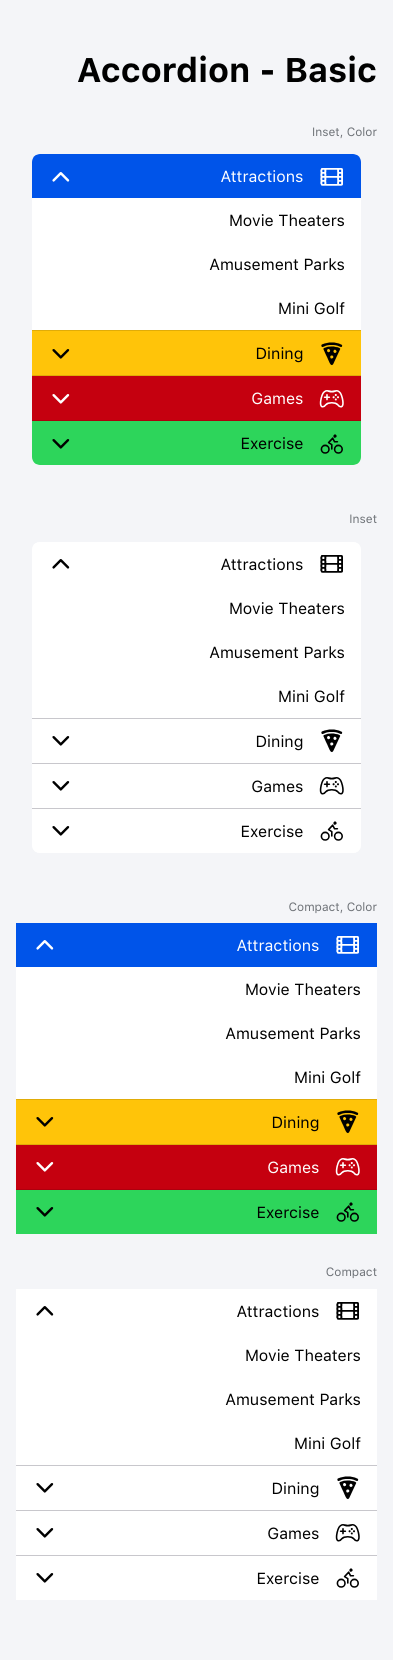 Accordion - Basic
Inset, Color
Attractions
Movie Theaters
Amusement Parks
Mini Golf
Dining
Games
Exercise
Inset
Attractions
Movie Theaters
Amusement Parks
Mini Golf
Dining
Games
Exercise
Compact, Color
Attractions
Movie Theaters
Amusement Parks
Mini Golf
Dining
Games
Exercise
Compact
Attractions
Movie Theaters
Amusement Parks
Mini Golf
Dining
Games
Exercise